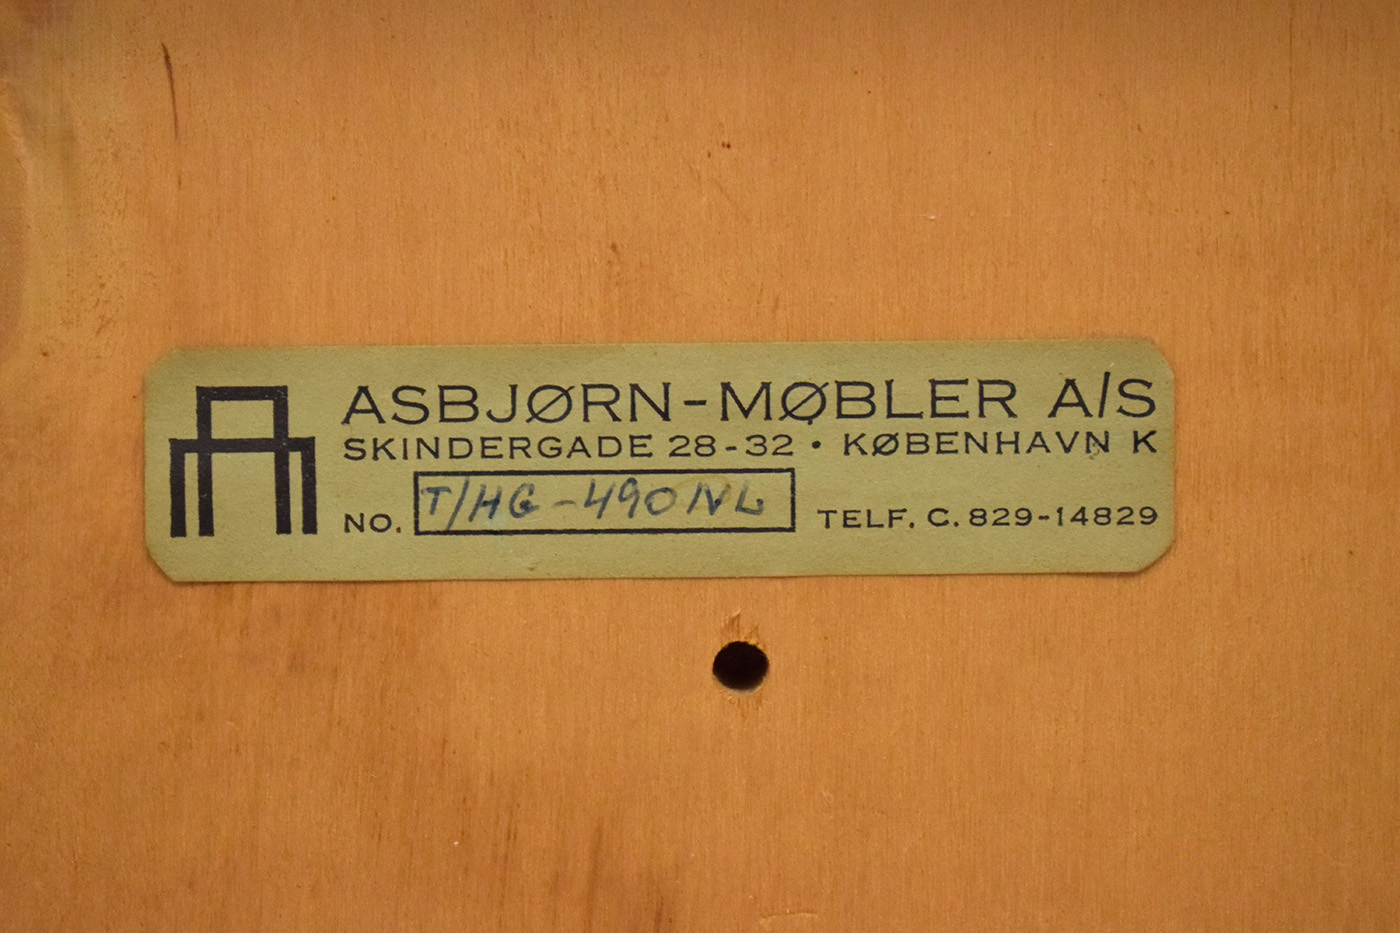 ASBJØRN-MØBLER A/S
SKINDERGADE 28-32 • KØBENHAVN K
NO. T/HG-490NL TELF. C. 829-14829